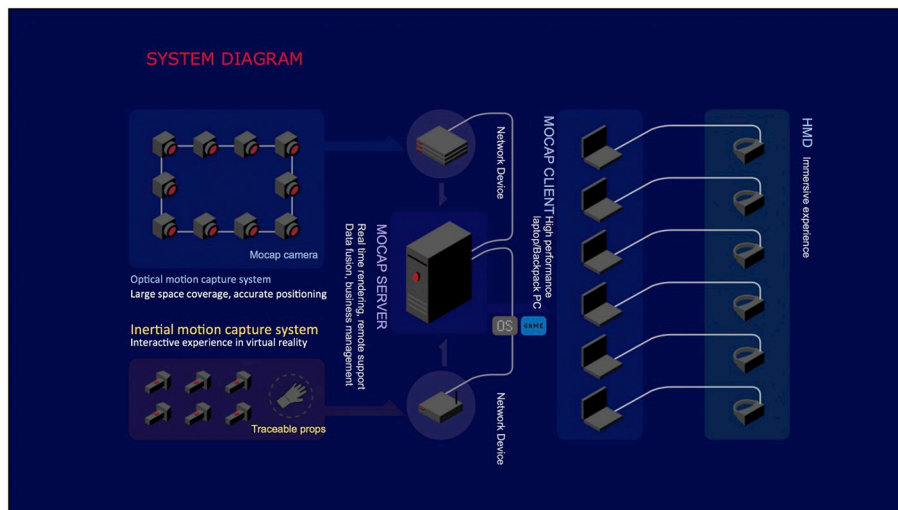 SYSTEM DIAGRAM
Mocap camera
Optical motion capture system
Large space coverage, accurate positioning
Inertial motion capture system
Interactive experience in virtual reality
Traceable props
Network Device
MOCAP SERVER
Real time rendering, remote support
Data fusion, business management
OS
GAME
Network Device
MOCAP CLIENT
High performance
laptop/Backpack PC
HMD
Immersive experience